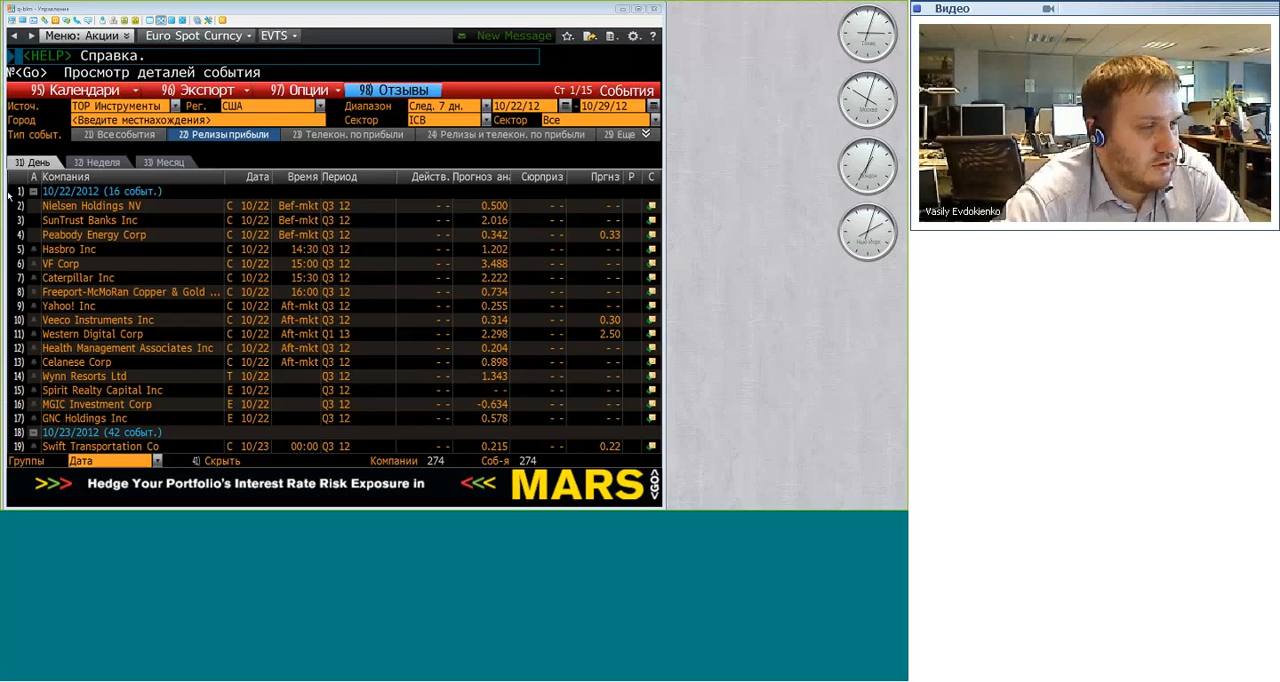 q-blm - Управление
Меню: Акции Euro Spot Curncy EVTS New Message ?
<HELP> Справка.
№<Go> Просмотр деталей события
95) Календари 96) Экспорт 97) Опции 98) Отзывы Ст 1/15 События
Источ. TOP Инструменты Рег. США Диапазон След. 7 дн. 10/22/12 - 10/29/12
Город <Введите местнахождения> Сектор ICB Сектор Все
Тип событ. 21) Все события 22) Релизы прибыли 23) Телекон. по прибыли 24) Релизы и телекон. по прибыли 29) Еще
31) День 32) Неделя 33) Месяц
А Компания Дата Время Период Действ. Прогноз ана Сюрприз Пргнз Р С
1) 10/22/2012 (16 событ.)
2) Nielsen Holdings NV C 10/22 Bef-mkt Q3 12 - - 0.500 - - - -
3) SunTrust Banks Inc C 10/22 Bef-mkt Q3 12 - - 2.016 - - - -
4) Peabody Energy Corp C 10/22 Bef-mkt Q3 12 - - 0.342 - - 0.33
5) Hasbro Inc C 10/22 14:30 Q3 12 - - 1.202 - - - -
6) VF Corp C 10/22 15:00 Q3 12 - - 3.488 - - - -
7) Caterpillar Inc C 10/22 15:30 Q3 12 - - 2.222 - - - -
8) Freeport-McMoRan Copper & Gold ... C 10/22 16:00 Q3 12 - - 0.734 - - - -
9) Yahoo! Inc C 10/22 Aft-mkt Q3 12 - - 0.255 - - - -
10) Veeco Instruments Inc C 10/22 Aft-mkt Q3 12 - - 0.314 - - 0.30
11) Western Digital Corp C 10/22 Aft-mkt Q1 13 - - 2.298 - - 2.50
12) Health Management Associates Inc C 10/22 Aft-mkt Q3 12 - - 0.204 - - - -
13) Celanese Corp C 10/22 Aft-mkt Q3 12 - - 0.898 - - - -
14) Wynn Resorts Ltd T 10/22 Q3 12 - - 1.343 - - - -
15) Spirit Realty Capital Inc E 10/22 Q3 12 - - - - - - - -
16) MGIC Investment Corp E 10/22 Q3 12 - - -0.634 - - - -
17) GNC Holdings Inc E 10/22 Q3 12 - - 0.578 - - - -
18) 10/23/2012 (42 событ.)
19) Swift Transportation Co C 10/23 00:00 Q3 12 - - 0.215 - - 0.22
Группы Дата 41) Скрыть Компании 274 Соб-я 274
>>> Hedge Your Portfolio's Interest Rate Risk Exposure in <<< MARS <GO>
Токио
Москва
Лондон
Нью-Йорк
Видео
Vasily Evdokienko